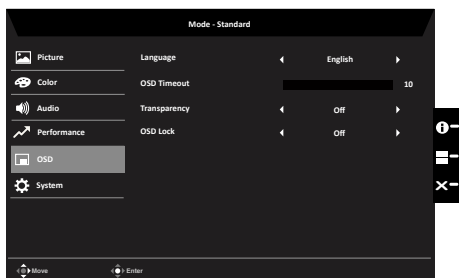 Mode - Standard
Picture
Language English
Color
OSD Timeout 10
Audio
Transparency Off
Performance
OSD Lock Off
OSD
System
Move Enter